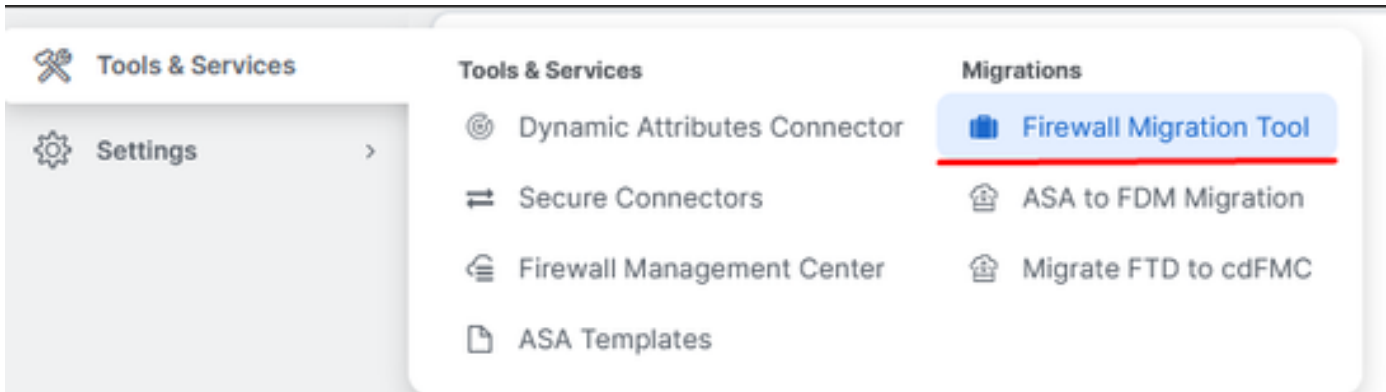 Tools & Services
Settings
Tools & Services
Dynamic Attributes Connector
Secure Connectors
Firewall Management Center
ASA Templates
Migrations
Firewall Migration Tool
ASA to FDM Migration
Migrate FTD to cdFMC